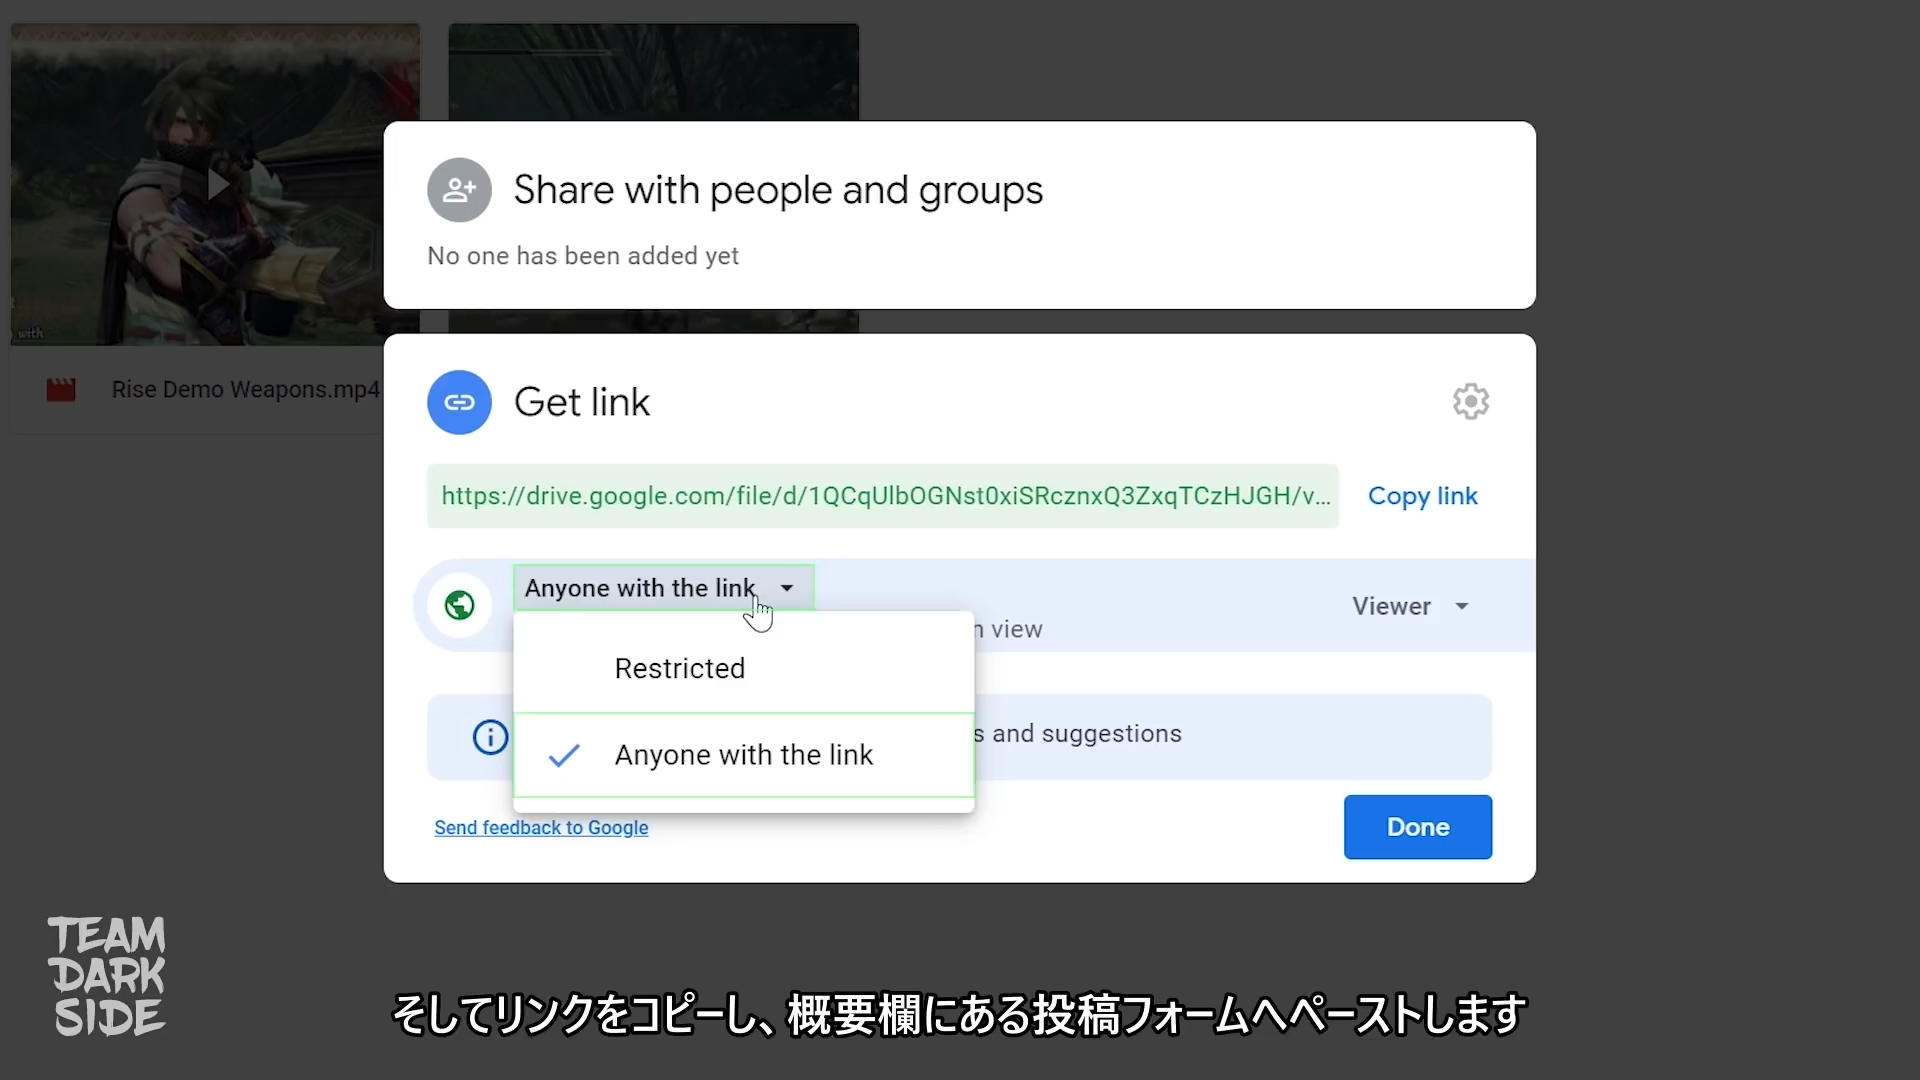 with
Rise Demo Weapons.mp4
Share with people and groups
No one has been added yet
Get link
https://drive.google.com/file/d/1QCqUlbOGNst0xiSRcznxQ3ZxqTCzHJGH/v...
Copy link
Anyone with the link
n view
Viewer
Restricted
Anyone with the link
s and suggestions
Send feedback to Google
Done
TEAM
DARK
SIDE
そしてリンクをコピーし、概要欄にある投稿フォームへペーストします